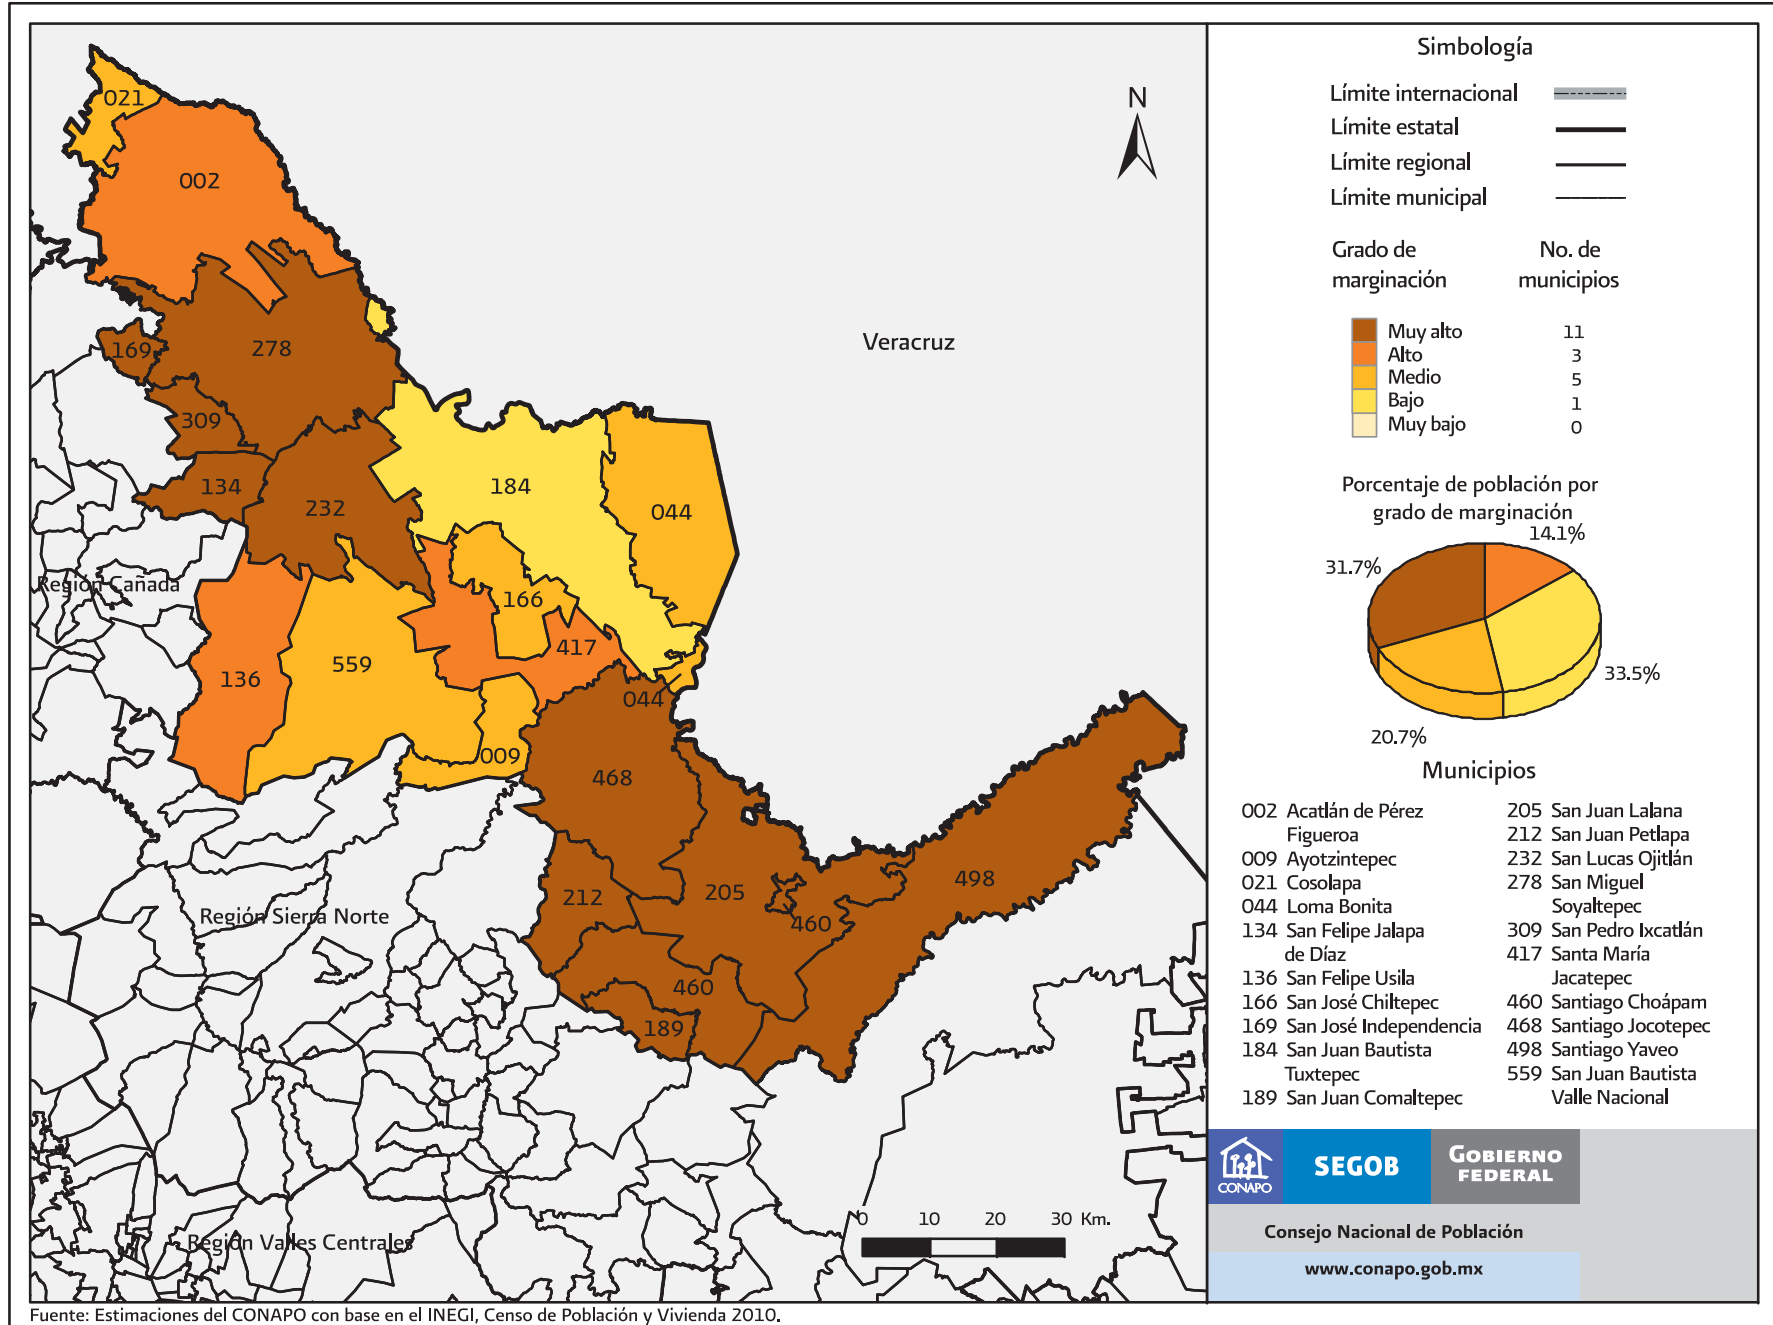 021
002
278
169
309
134
232
184
044
166
417
136
559
044
009
468
212
205
460
498
460
189
N
Veracruz
Región Cañada
Región Sierra Norte
Región Valles Centrales
0 10 20 30 Km.
Simbología
Límite internacional
Límite estatal
Límite regional
Límite municipal
Grado de No. de
marginación municipios
Muy alto 11
Alto 3
Medio 5
Bajo 1
Muy bajo 0
Porcentaje de población por
grado de marginación
14.1%
31.7%
33.5%
20.7%
Municipios
002 Acatlán de Pérez
Figueroa
009 Ayotzintepec
021 Cosolapa
044 Loma Bonita
134 San Felipe Jalapa
de Díaz
136 San Felipe Usila
166 San José Chiltepec
169 San José Independencia
184 San Juan Bautista
Tuxtepec
189 San Juan Comaltepec
205 San Juan Lalana
212 San Juan Petlapa
232 San Lucas Ojitlán
278 San Miguel
Soyaltepec
309 San Pedro Ixcatlán
417 Santa María
Jacatepec
460 Santiago Choápam
468 Santiago Jocotepec
498 Santiago Yaveo
559 San Juan Bautista
Valle Nacional
CONAPO
SEGOB
GOBIERNO
FEDERAL
Consejo Nacional de Población
www.conapo.gob.mx
Fuente: Estimaciones del CONAPO con base en el INEGI, Censo de Población y Vivienda 2010.